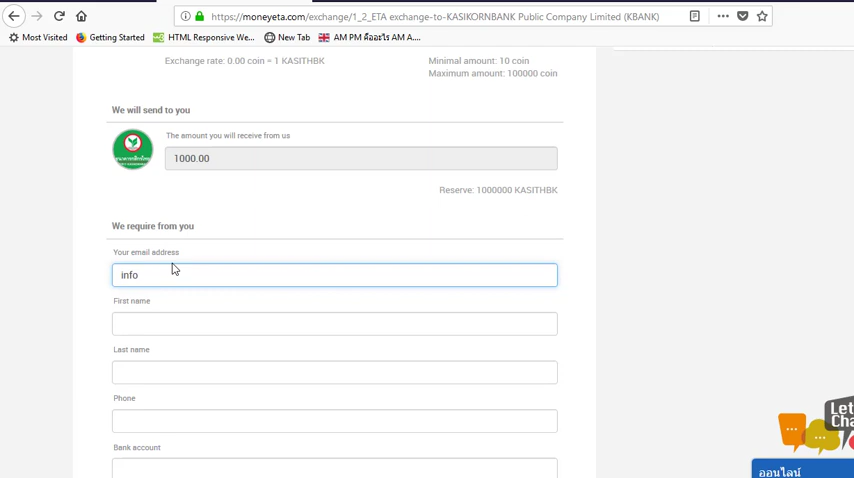 https://moneyeta.com/exchange/1_2_ETA exchange-to-KASIKORNBANK Public Company Limited (KBANK)
Most Visited Getting Started HTML Responsive We... New Tab AM PM คืออะไร AM A....
Exchange rate: 0.00 coin = 1 KASITHBK
Minimal amount: 10 coin
Maximum amount: 100000 coin
We will send to you
The amount you will receive from us
1000.00
Reserve: 1000000 KASITHBK
We require from you
Your email address
info
First name
Last name
Phone
Bank account
Let
Cha
ออนไลน์